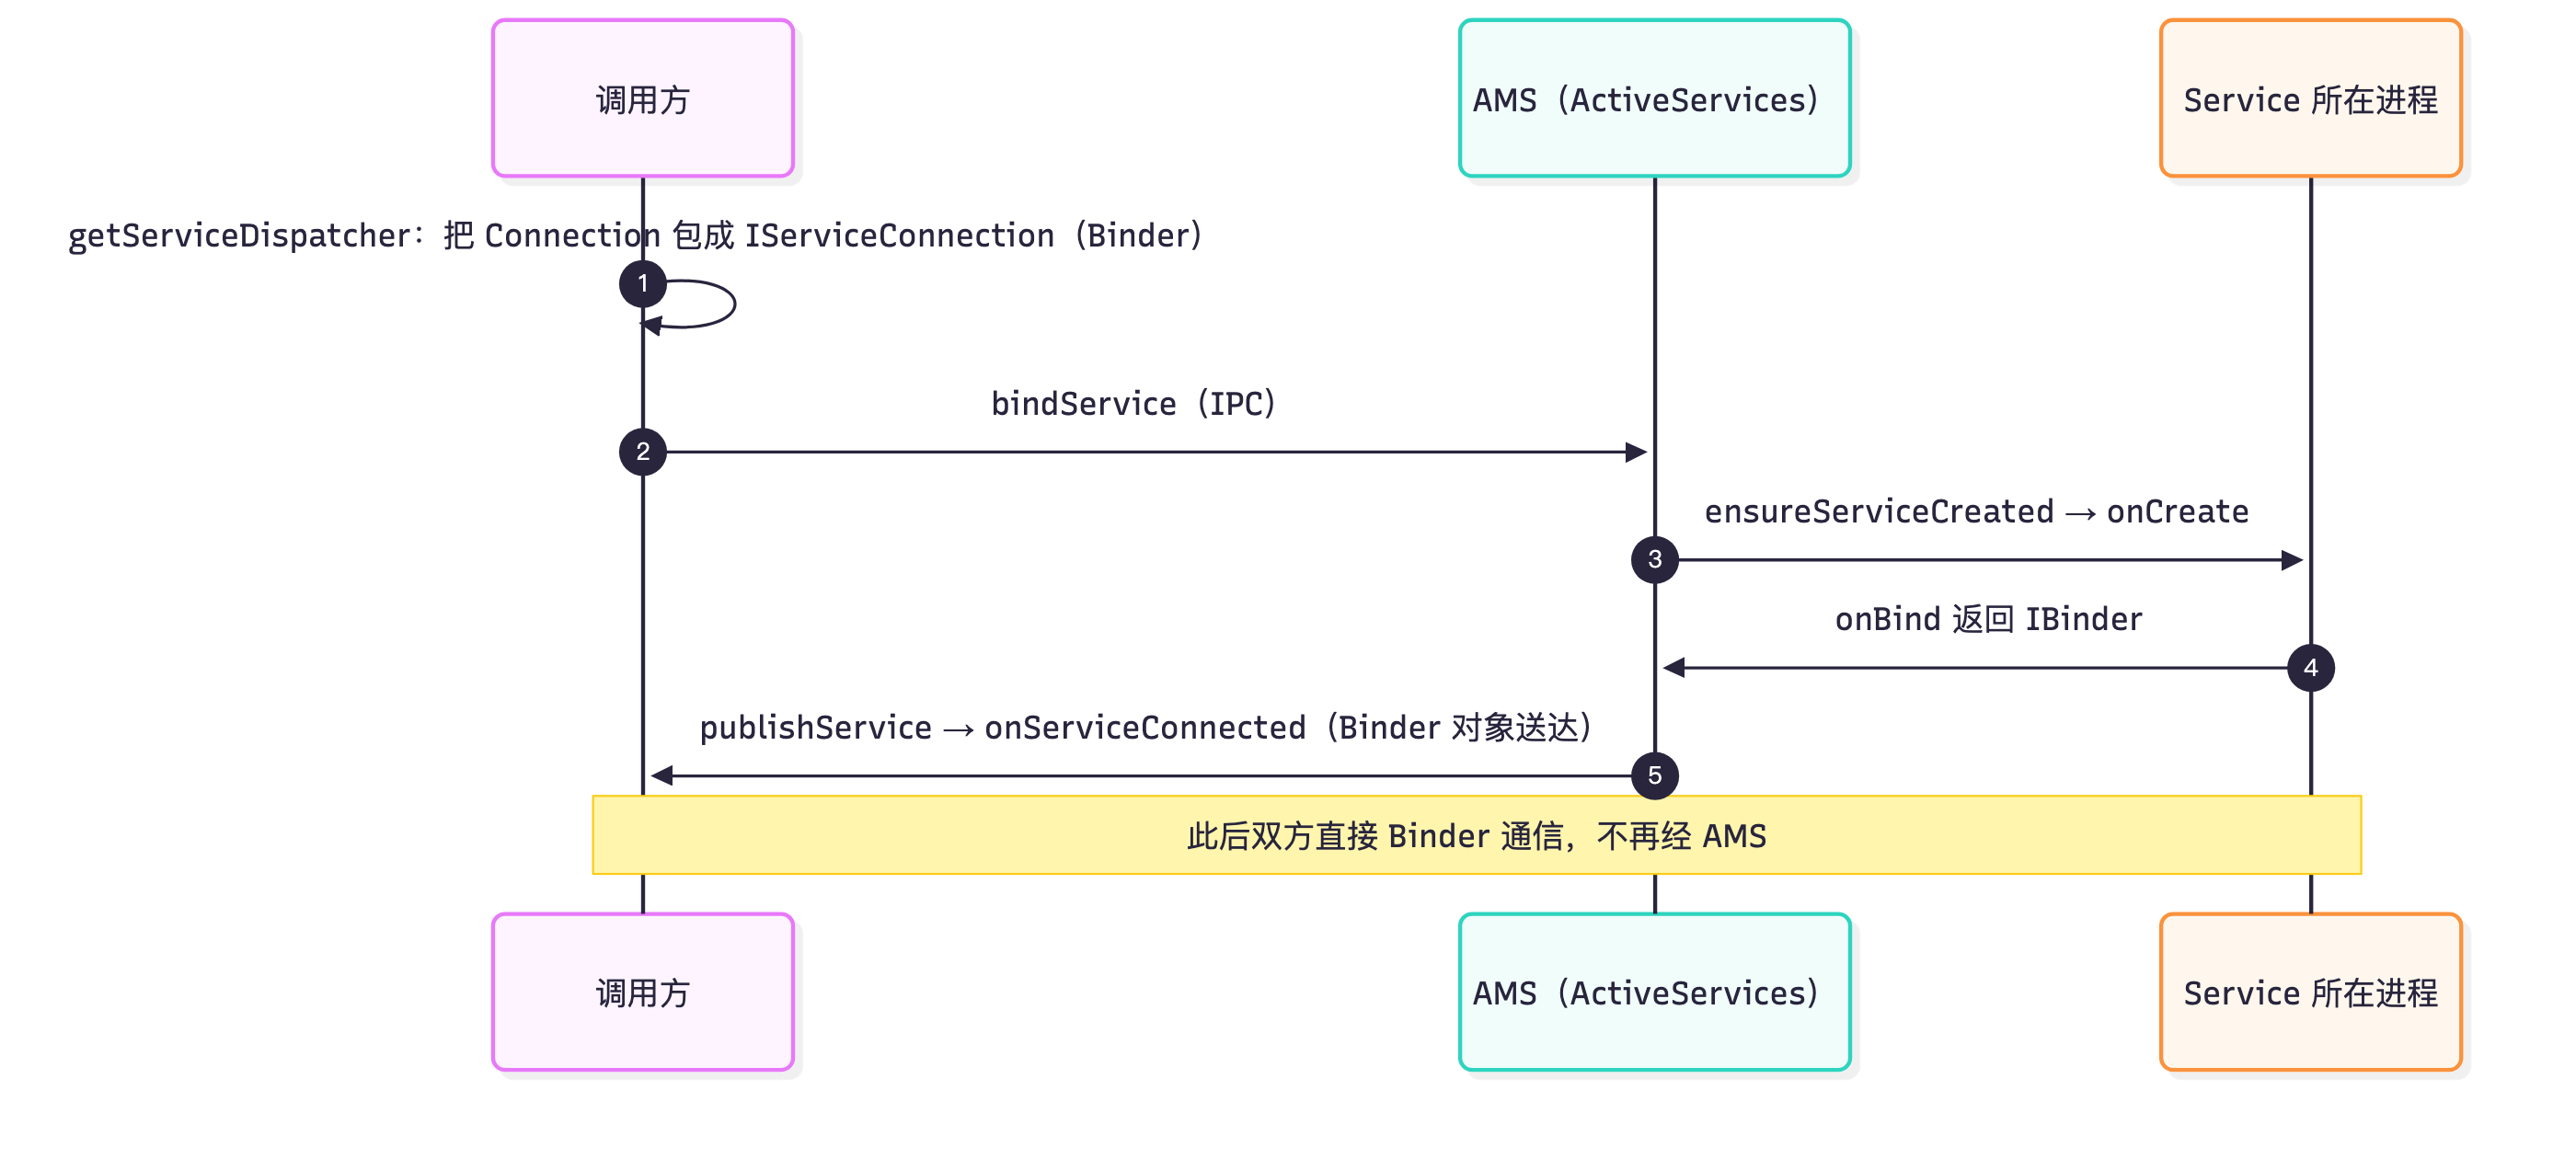 调用方
AMS（ActiveServices）
Service 所在进程
getServiceDispatcher：把 Connection 包成 IServiceConnection（Binder）
1
bindService（IPC）
2
ensureServiceCreated → onCreate
3
onBind 返回 IBinder
4
publishService → onServiceConnected（Binder 对象送达）
5
此后双方直接 Binder 通信，不再经 AMS
调用方
AMS（ActiveServices）
Service 所在进程